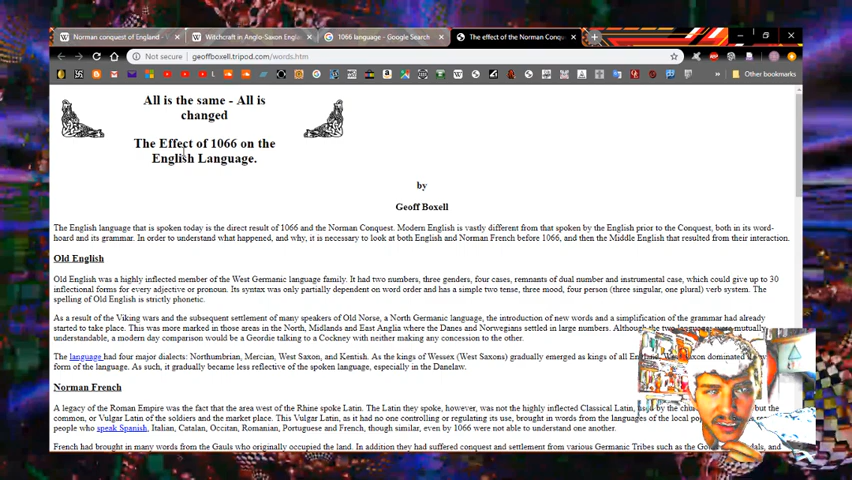 Norman conquest of England
Witchcraft in Anglo-Saxon Engla
1066 language - Google Search
The effect of the Norman Conqu
Not secure
geoffboxell.tripod.com/words.htm
Other bookmarks
All is the same - All is
changed
The Effect of 1066 on the
English Language.
by
Geoff Boxell
The English language that is spoken today is the direct result of 1066 and the Norman Conquest. Modern English is vastly different from that spoken by the English prior to the Conquest, both in its word-
hoard and its grammar. In order to understand what happened, and why, it is necessary to look at both English and Norman French before 1066, and then the Middle English that resulted from their interaction.
Old English
Old English was a highly inflected member of the West Germanic language family. It had two numbers, three genders, four cases, remnants of dual number and instrumental case, which could give up to 30
inflectional forms for every adjective or pronoun. Its syntax was only partially dependent on word order and has a simple two tense, three mood, four person (three singular, one plural) verb system. The
spelling of Old English is strictly phonetic.
As a result of the Viking wars and the subsequent settlement of many speakers of Old Norse, a North Germanic language, the introduction of new words and a simplification of the grammar had already
started to take place. This was more marked in those areas in the North, Midlands and East Anglia where the Danes and Norwegians settled in large numbers. Although the two languages were mutually
understandable, a modern day comparison would be a Geordie talking to a Cockney with neither making any concession to the other.
The language had four major dialects: Northumbrian, Mercian, West Saxon, and Kentish. As the kings of Wessex (West Saxons) gradually emerged as kings of all England, West Saxon dominated
form of the language. As such, it gradually became less reflective of the spoken language, especially in the Danelaw.
Norman French
A legacy of the Roman Empire was the fact that the area west of the Rhine spoke Latin. The Latin they spoke, however, was not the highly inflected Classical Latin, used by the but the
common, or Vulgar Latin of the soldiers and the market place. This Vulgar Latin, as it had no one controlling or regulating its use, brought in words from the languages of the local
people who speak Spanish, Italian, Catalan, Occitan, Romanian, Portuguese and French, though similar, even by 1066 were not able to understand one another.
French had brought in many words from the Gauls who originally occupied the land. In addition they had suffered conquest and settlement from various Germanic Tribes such as the and